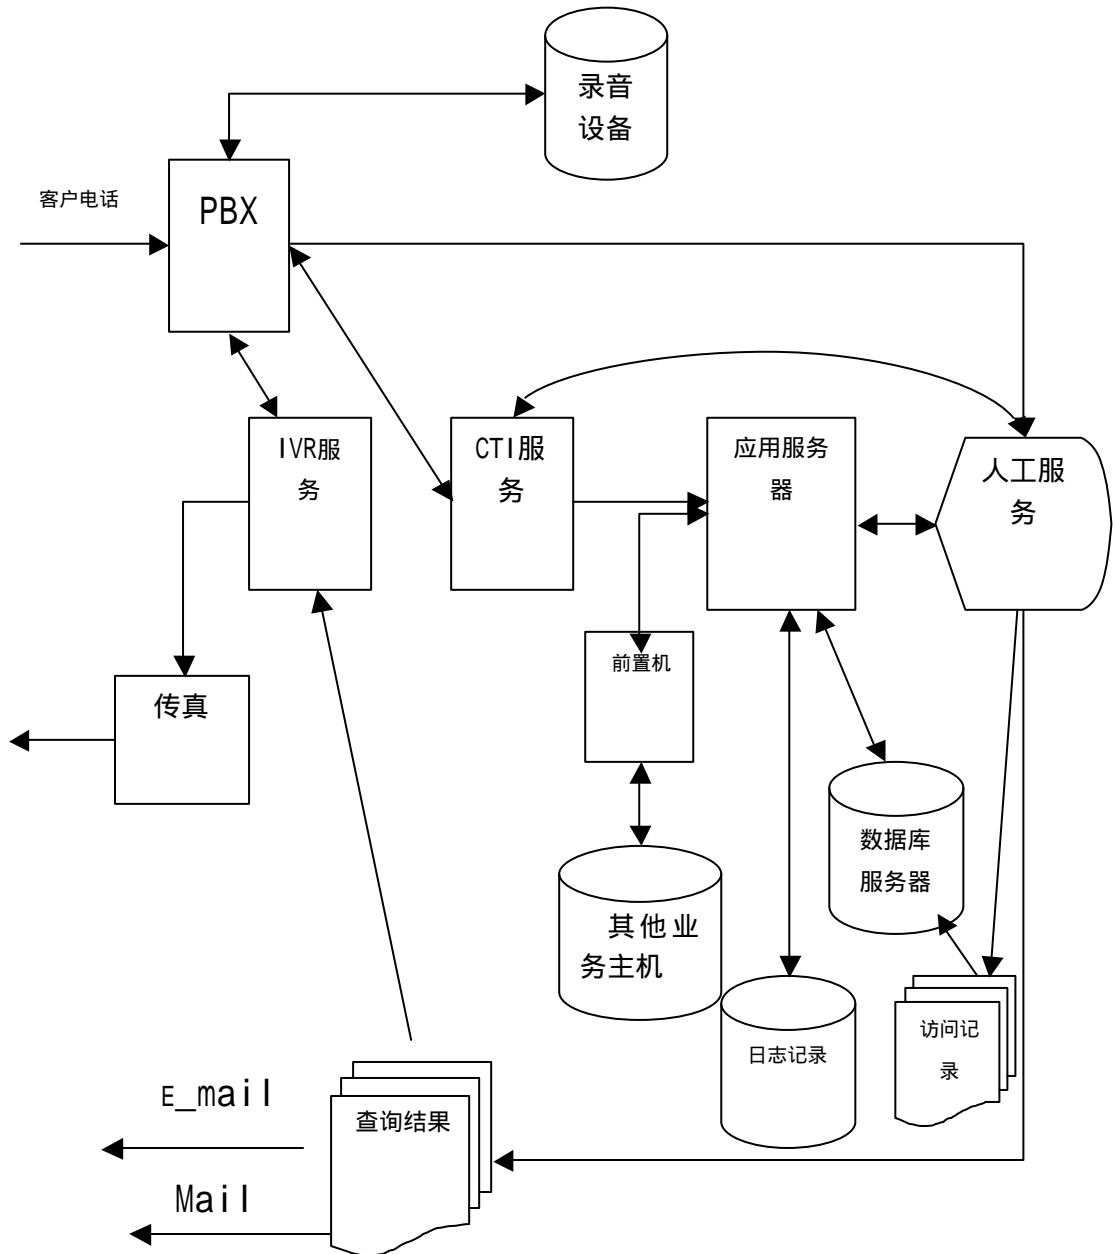 录音
设备
客户电话
PBX
IVR服
务
CTI服
务
应用服务
器
人工服
务
前置机
传真
数据库
服务器
其他业
务主机
日志记录
访问记
录
E_mail
查询结果
Mail